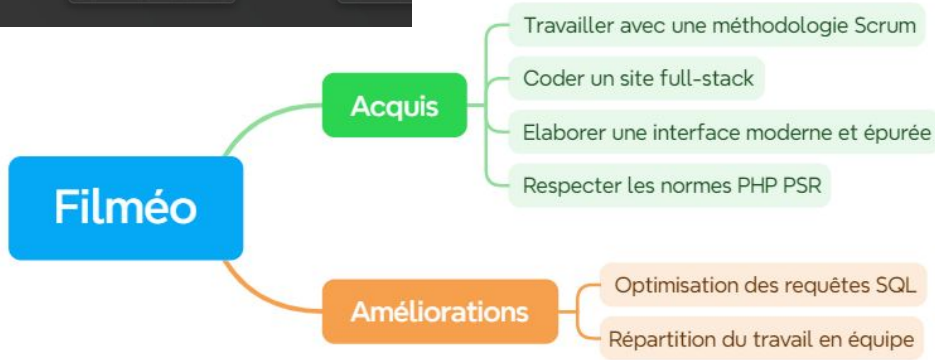 Filméo
Acquis
Travailler avec une méthodologie Scrum
Coder un site full-stack
Elaborer une interface moderne et épurée
Respecter les normes PHP PSR
Améliorations
Optimisation des requêtes SQL
Répartition du travail en équipe